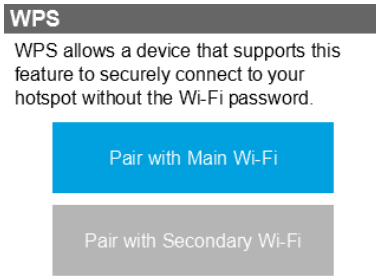 WPS
WPS allows a device that supports this
feature to securely connect to your
hotspot without the Wi-Fi password.
Pair with Main Wi-Fi
Pair with Secondary Wi-Fi